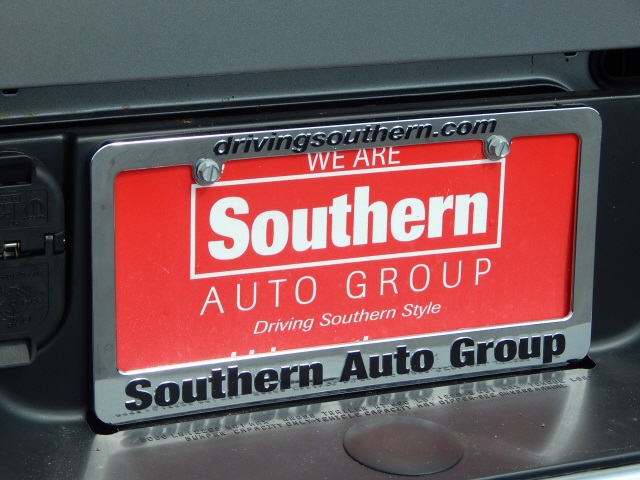 drivingsouthern.com
WE ARE
Southern
AUTO GROUP
Driving Southern Style
Southern Auto Group